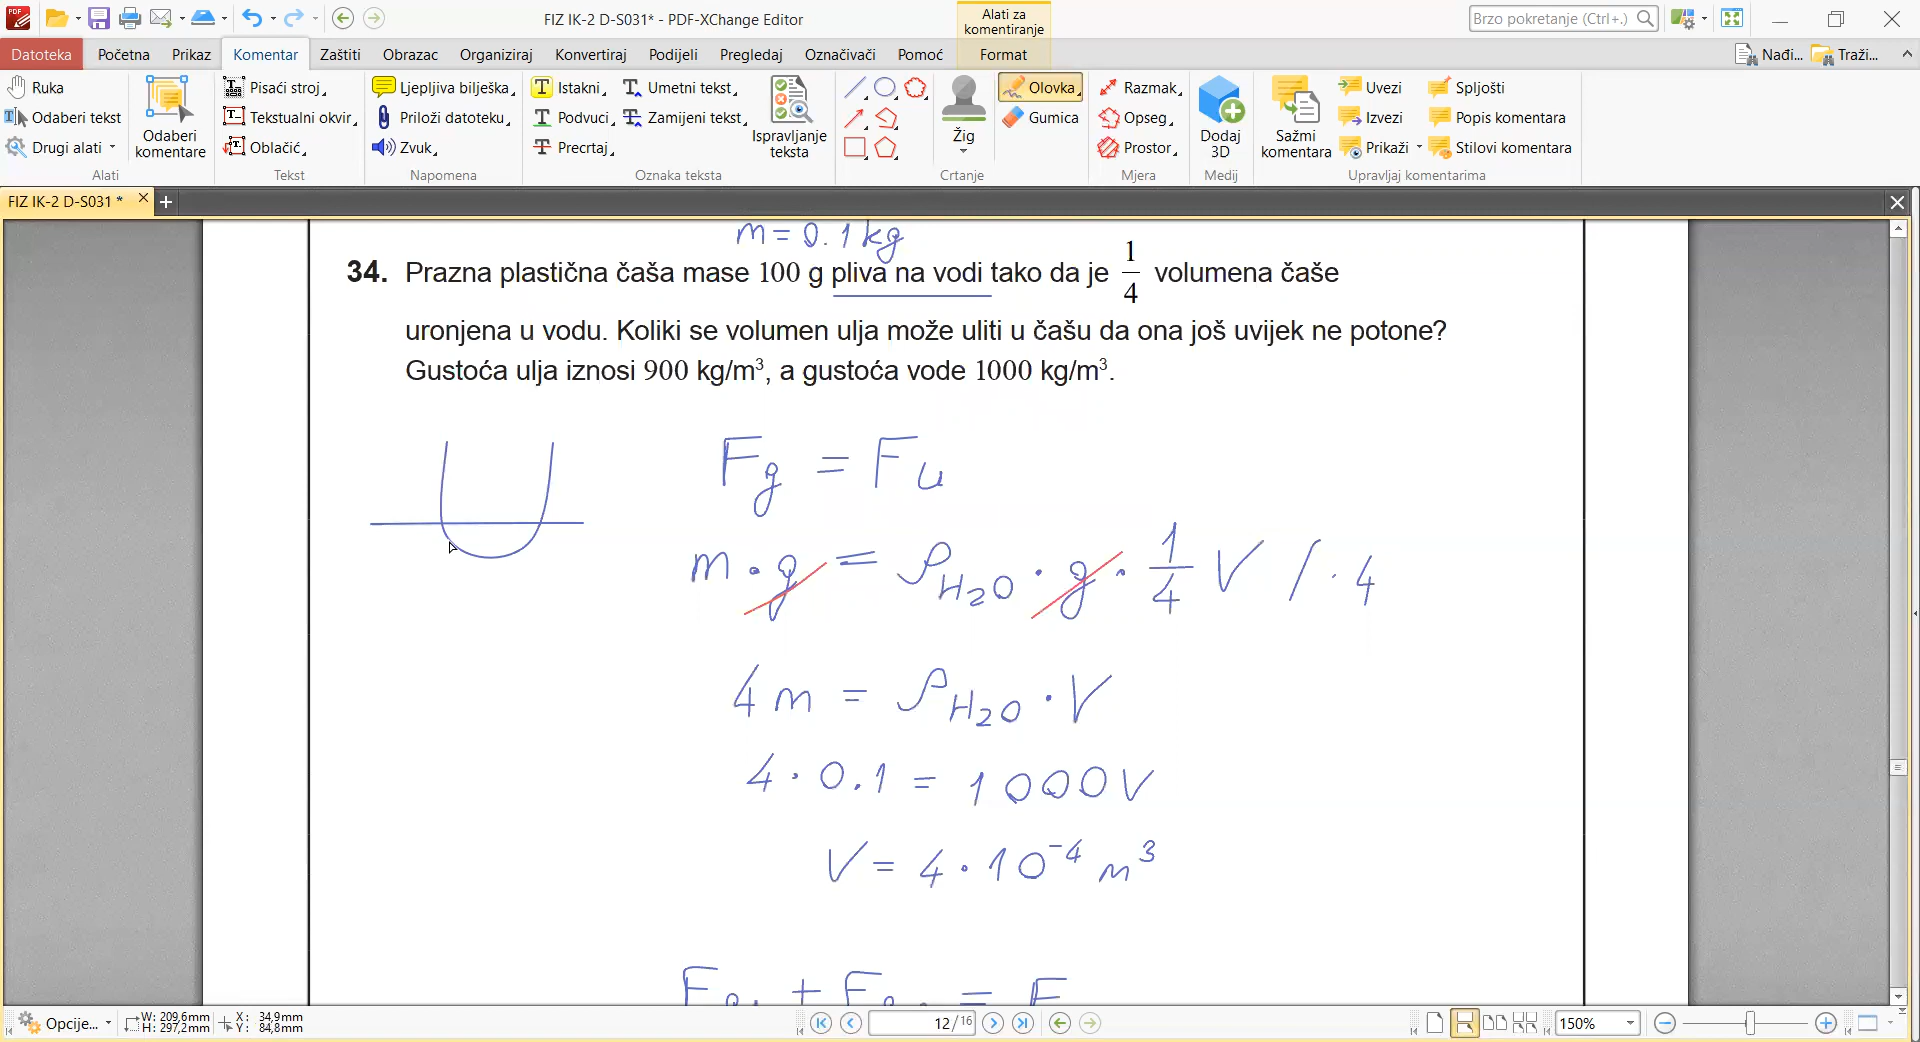 FIZ IK-2 D-S031* - PDF-XChange Editor
Alati za komentiranje
Brzo pokretanje (Ctrl+.)
Datoteka Početna Prikaz Komentar Zaštiti Obrazac Organiziraj Konvertiraj Podijeli Pregledaj Označivači Pomoć Format Nađi... Traži...
Ruka
Odaberi tekst
Drugi alati
Alati
Odaberi komentare
Pisaći stroj
Tekstualni okvir
Oblačić
Tekst
Ljepljiva bilješka
Priloži datoteku
Zvuk
Napomena
Istakni
Podvuci
Precrtaj
Umetni tekst
Zamijeni tekst
Ispravljanje teksta
Oznaka teksta
Žig
Olovka
Gumica
Crtanje
Razmak
Opseg
Prostor
Mjera
Dodaj 3D
Medij
Sažmi komentara
Uvezi
Izvezi
Prikaži
Spljošti
Popis komentara
Stilovi komentara
Upravljaj komentarima
FIZ IK-2 D-S031 *
m = 0.1 kg
34. Prazna plastična čaša mase 100 g pliva na vodi tako da je 1/4 volumena čaše
uronjena u vodu. Koliki se volumen ulja može uliti u čašu da ona još uvijek ne potone?
Gustoća ulja iznosi 900 kg/m³, a gustoća vode 1000 kg/m³.
Fg = Fu
m · g = ρH₂O · g · 1/4 V / · 4
4m = ρH₂O · V
4 · 0.1 = 1000V
V = 4 · 10⁻⁴ m³
Opcije...
W: 209,6mm
H: 297,2mm
X: 34,9mm
Y: 84,8mm
12/16
150%